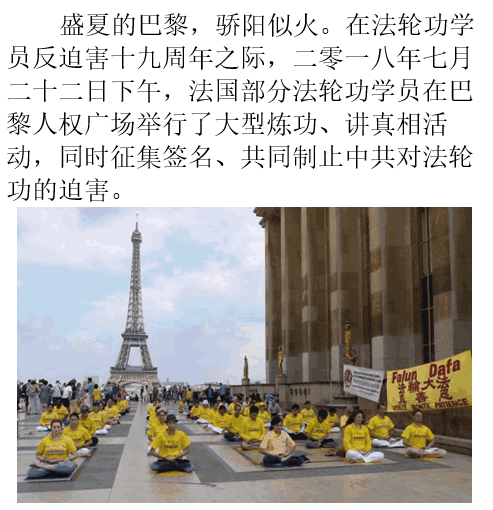 盛夏的巴黎，骄阳似火。在法轮功学
员反迫害十九周年之际，二零一八年七月
二十二日下午，法国部分法轮功学员在巴
黎人权广场举行了大型炼功、讲真相活
动，同时征集签名、共同制止中共对法轮
功的迫害。
Falun Dafa
法輪大法
真善忍
VERITE BONTE PATIENCE